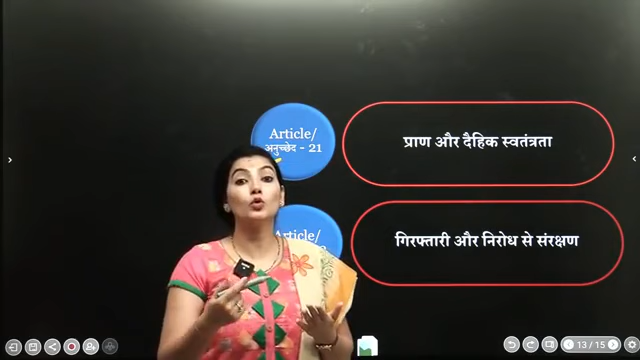 Article/
अनुच्छेद - 21
प्राण और दैहिक स्वतंत्रता
Article/
गिरफ्तारी और निरोध से संरक्षण
13 / 15